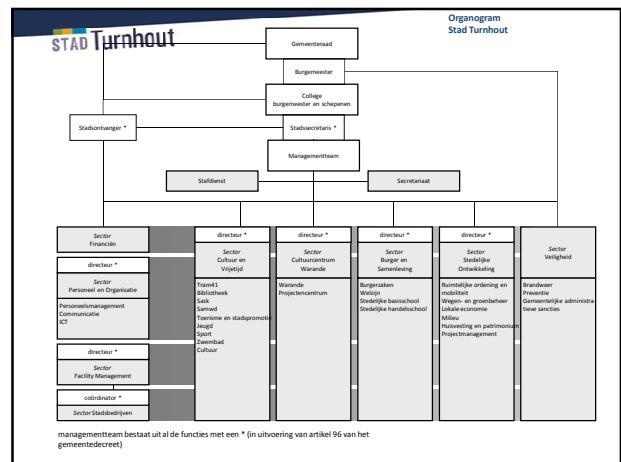 Organogram
Stad Turnhout
STAD Turnhout
Gemeenteraad
Burgemeester
College
burgemeester en schepenen
Stadsontvanger *
Stadssecretaris *
Managementteam
Stafdienst
Secretariaat
Sector
Financiën
directeur *
Sector
Personeel en Organisatie
Personeelsmanagement
Communicatie
ICT
directeur *
Sector
Facility Management
coördinator *
Sector Stadsbedrijven
directeur *
Sector
Cultuur en
Vrijetijd
Tram41
Bibliotheek
Sask
Samwd
Toerisme en stadspromotie
Jeugd
Sport
Zwembad
Cultuur
directeur *
Sector
Cultuurcentrum
Warande
Warande
Projectencentrum
directeur *
Sector
Burger en
Samenleving
Burgerzaken
Welzijn
Stedelijke basisschool
Stedelijke handelsschool
directeur *
Sector
Stedelijke
Ontwikkeling
Ruimtelijke ordening en
mobiliteit
Wegen- en groenbeheer
Lokale economie
Milieu
Huisvesting en patrimonium
Projectmanagement
Sector
Veiligheid
Brandweer
Preventie
Gemeentelijke administra
tieve sancties
managementteam bestaat uit al de functies met een * (in uitvoering van artikel 96 van het
gemeentedecreet)